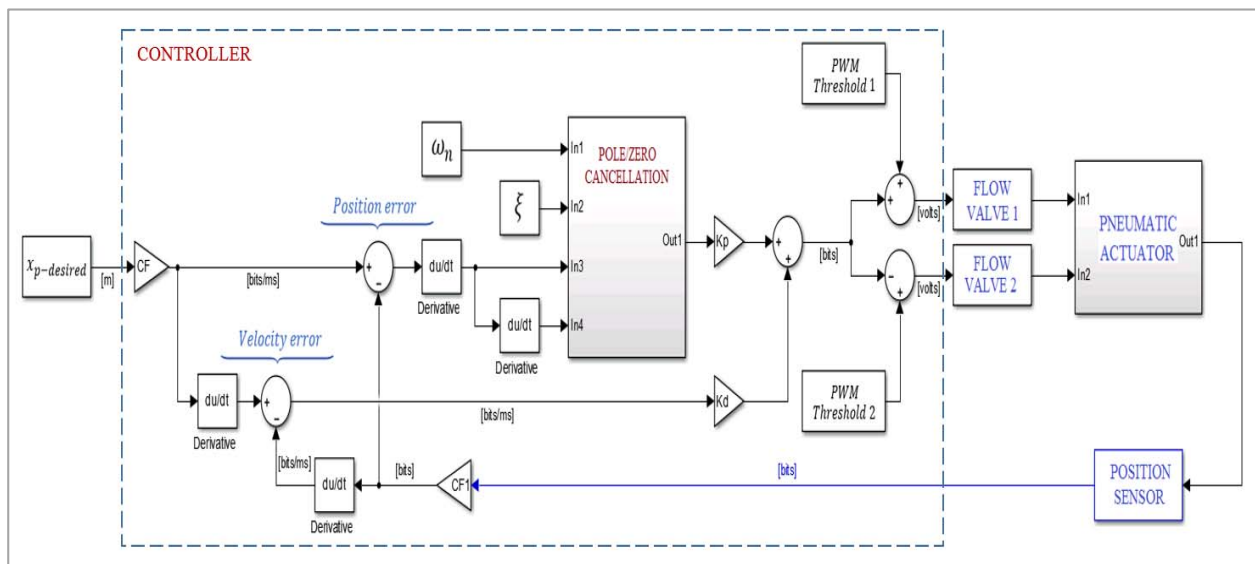 CONTROLLER
PWM
Threshold 1
ω_n
In1
POLE/ZERO
CANCELLATION
FLOW
VALVE 1
In1
Position error
ξ
In2
+
+
[volts]
PNEUMATIC
ACTUATOR
Out1
x_{p-desired}
[m]
CF
[bits/ms]
+
−
du/dt
Derivative
In3
Out1
Kp
+
+
[bits]
−
+
[volts]
FLOW
VALVE 2
In2
du/dt
Derivative
In4
Velocity error
du/dt
Derivative
+
−
[bits/ms]
Kd
PWM
Threshold 2
[bits/ms]
du/dt
Derivative
[bits]
CF1
[bits]
POSITION
SENSOR